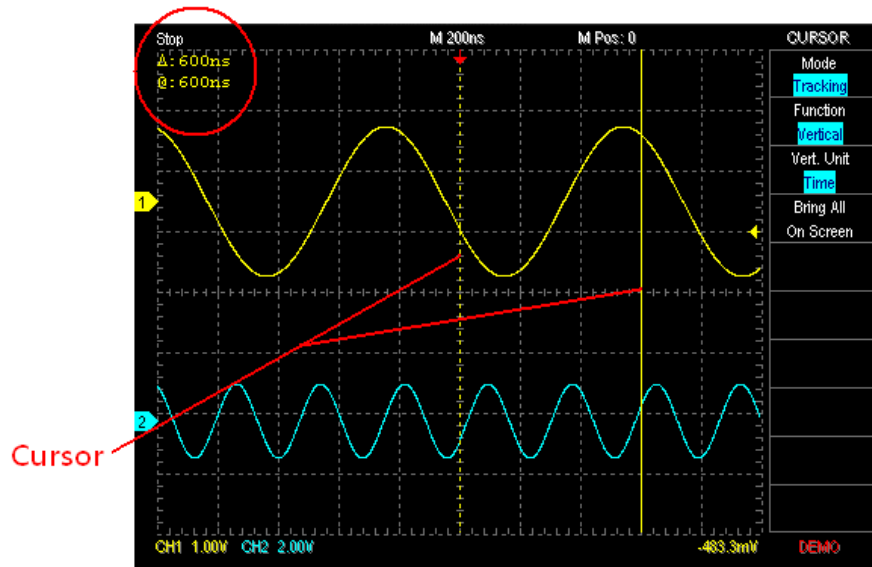 Stop M 200ns M Pos: 0 CURSOR
Δ:600ns
@:600ns
Mode
Tracking
Function
Vertical
Vert. Unit
Time
Bring All
On Screen
1
2
Cursor
CH1 1.00V CH2 2.00V -483.3mV DEMO